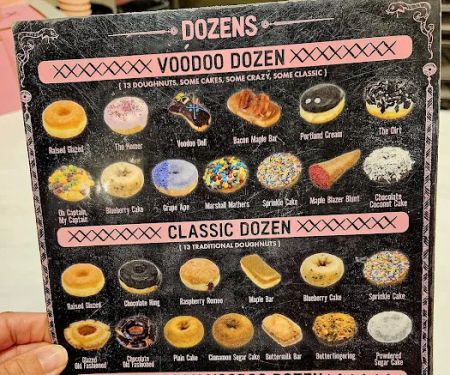 DOZENS
VOODOO DOZEN
( 13 DOUGHNUTS, SOME CAKES, SOME CRAZY, SOME CLASSIC )
Raised Glazed
The Homer
Voodoo Doll
Bacon Maple Bar
Portland Cream
The Dirt
Oh Captain, My Captain
Blueberry Cake
Grape Ape
Marshall Mathers
Sprinkle Cake
Maple Blazer Blunt
Chocolate Coconut Cake
CLASSIC DOZEN
( 13 TRADITIONAL DOUGHNUTS )
Raised Glazed
Chocolate Ring
Raspberry Romeo
Maple Bar
Blueberry Cake
Sprinkle Cake
Glazed Old Fashioned
Chocolate Old Fashioned
Plain Cake
Cinnamon Sugar Cake
Buttermilk Bar
Butterfingering
Powdered Sugar Cake
DOZEN